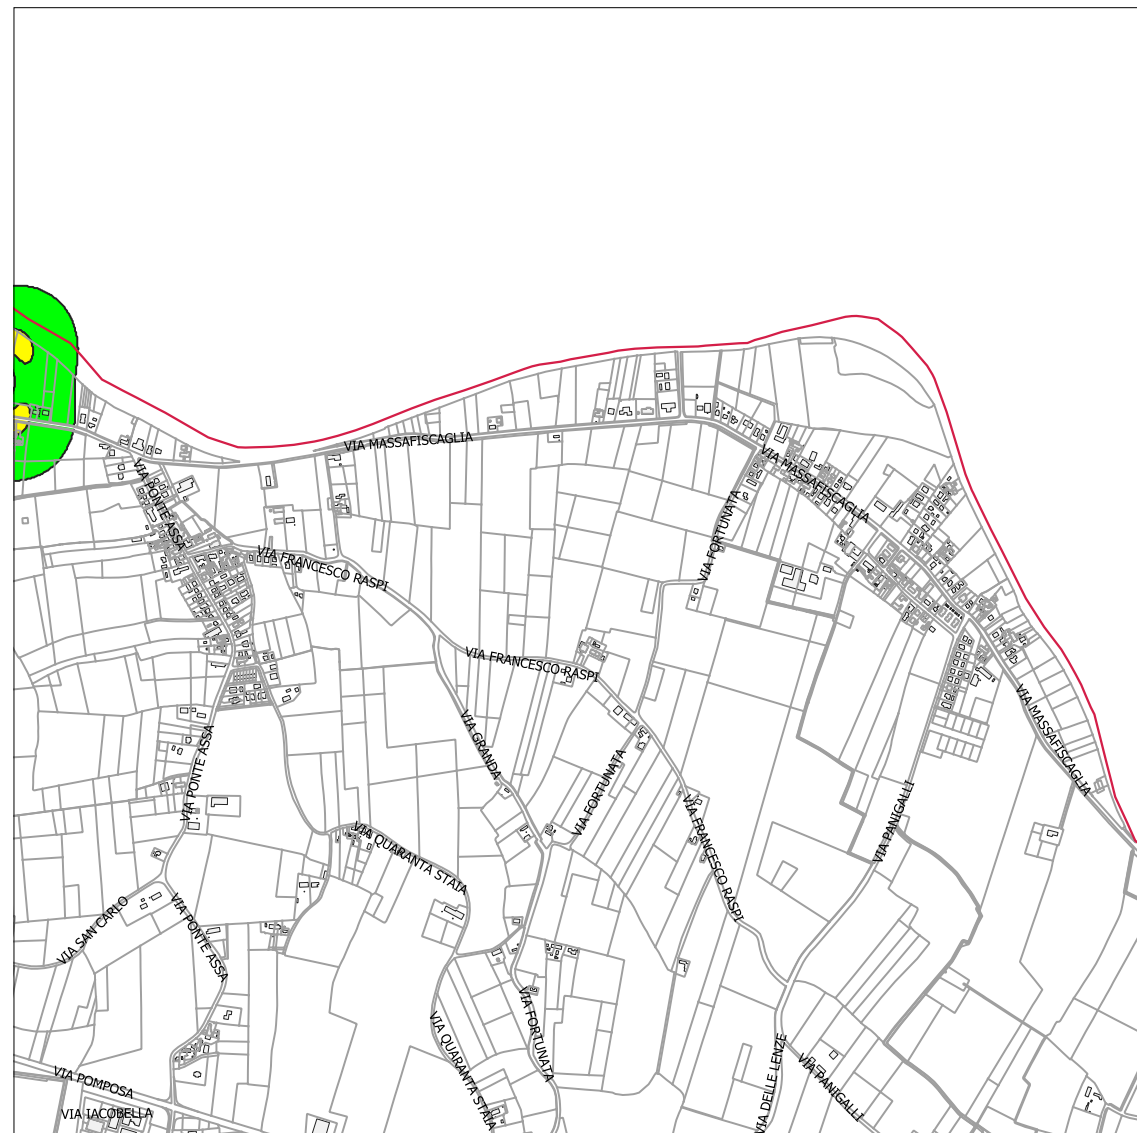 VIA MASSAFISCAGLIA
VIA MASSAFISCAGLIA
VIA PONTE ASSA
VIA FORTUNATA
VIA FRANCESCO RASPI
VIA FRANCESCO RASPI
VIA MASSAFISCAGLIA
VIA GRANDA
VIA PONTE ASSA
VIA FORTUNATA
VIA PANIGALLI
VIA FRANCESCO RASPI
VIA QUARANTA STAIA
VIA SAN CARLO
VIA PONTE ASSA
VIA FORTUNATA
VIA QUARANTA STAIA
VIA DELLE LENZE
VIA PANIGALLI
VIA POMPOSA
VIA IACOBELLA